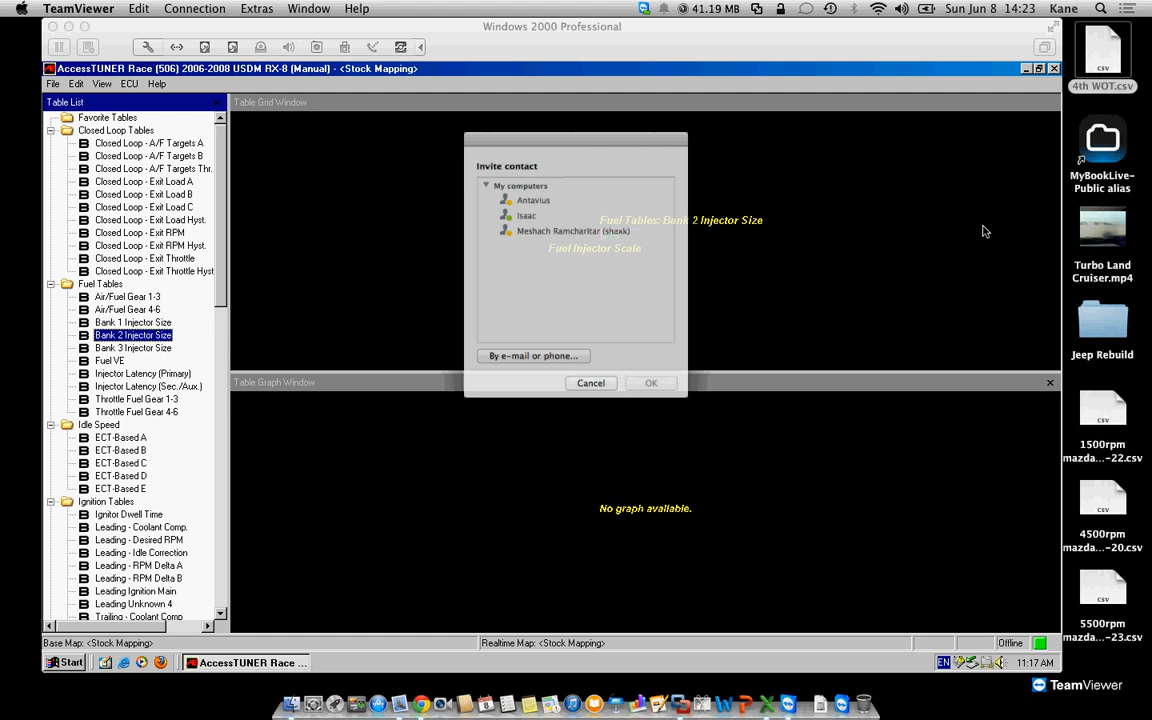 TeamViewer Edit Connection Extras Window Help 41.19 MB Sun Jun 8 14:23 Kane
Windows 2000 Professional
AccessTUNER Race (506) 2006-2008 USDM RX-8 (Manual) - <Stock Mapping>
File Edit View ECU Help
Table List
Favorite Tables
Closed Loop Tables
Closed Loop - A/F Targets A
Closed Loop - A/F Targets B
Closed Loop - A/F Targets Thr.
Closed Loop - Exit Load A
Closed Loop - Exit Load B
Closed Loop - Exit Load C
Closed Loop - Exit Load Hyst.
Closed Loop - Exit RPM
Closed Loop - Exit RPM Hyst.
Closed Loop - Exit Throttle
Closed Loop - Exit Throttle Hyst
Fuel Tables
Air/Fuel Gear 1-3
Air/Fuel Gear 4-6
Bank 1 Injector Size
Bank 2 Injector Size
Bank 3 Injector Size
Fuel VE
Injector Latency (Primary)
Injector Latency (Sec./Aux.)
Throttle Fuel Gear 1-3
Throttle Fuel Gear 4-6
Idle Speed
ECT-Based A
ECT-Based B
ECT-Based C
ECT-Based D
ECT-Based E
Ignition Tables
Ignitor Dwell Time
Leading - Coolant Comp.
Leading - Desired RPM
Leading - Idle Correction
Leading - RPM Delta A
Leading - RPM Delta B
Leading Ignition Main
Leading Unknown 4
Trailing - Coolant Comp
Table Grid Window
Fuel Tables: Bank 2 Injector Size
Fuel Injector Scale
Invite contact
My computers
Antavius
Isaac
Meshach Ramcharitar (shaxk)
By e-mail or phone...
Cancel OK
Table Graph Window
No graph available.
Base Map: <Stock Mapping> Realtime Map: <Stock Mapping> Offline
Start AccessTUNER Race ... EN 11:17 AM
TeamViewer
csv
4th WOT.csv
MyBookLive-
Public alias
Turbo Land
Cruiser.mp4
Jeep Rebuild
csv
1500rpm
mazda...-22.csv
csv
4500rpm
mazda...-20.csv
csv
5500rpm
mazda...-23.csv